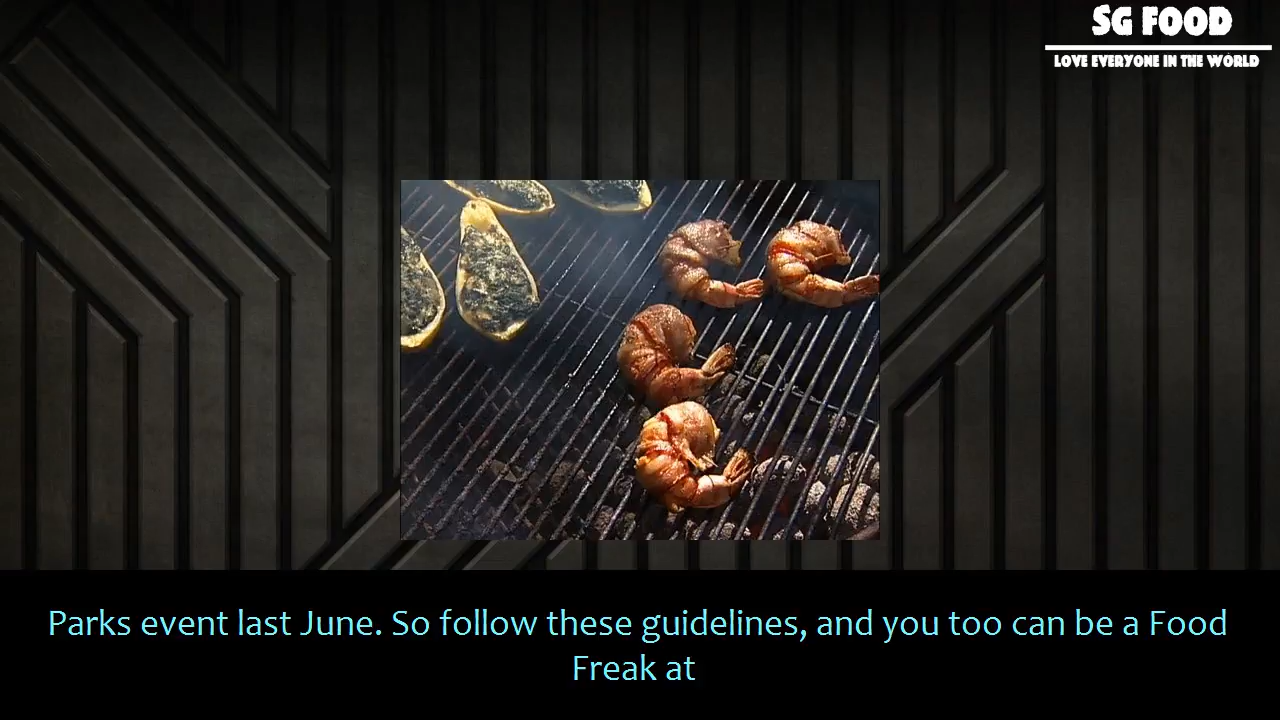 SG FOOD
LOVE EVERYONE IN THE WORLD
Parks event last June. So follow these guidelines, and you too can be a Food
Freak at